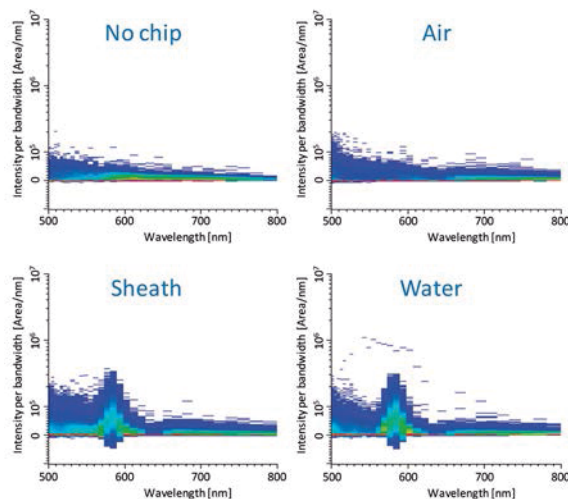 No chip
Intensity per bandwidth [Area/nm]
10⁷
10⁶
10⁵
0
500
600
700
800
Wavelength [nm]
Air
Intensity per bandwidth [Area/nm]
10⁷
10⁶
10⁵
0
500
600
700
800
Wavelength [nm]
Sheath
Intensity per bandwidth [Area/nm]
10⁷
10⁶
10⁵
0
500
600
700
800
Wavelength [nm]
Water
Intensity per bandwidth [Area/nm]
10⁷
10⁶
10⁵
0
500
600
700
800
Wavelength [nm]